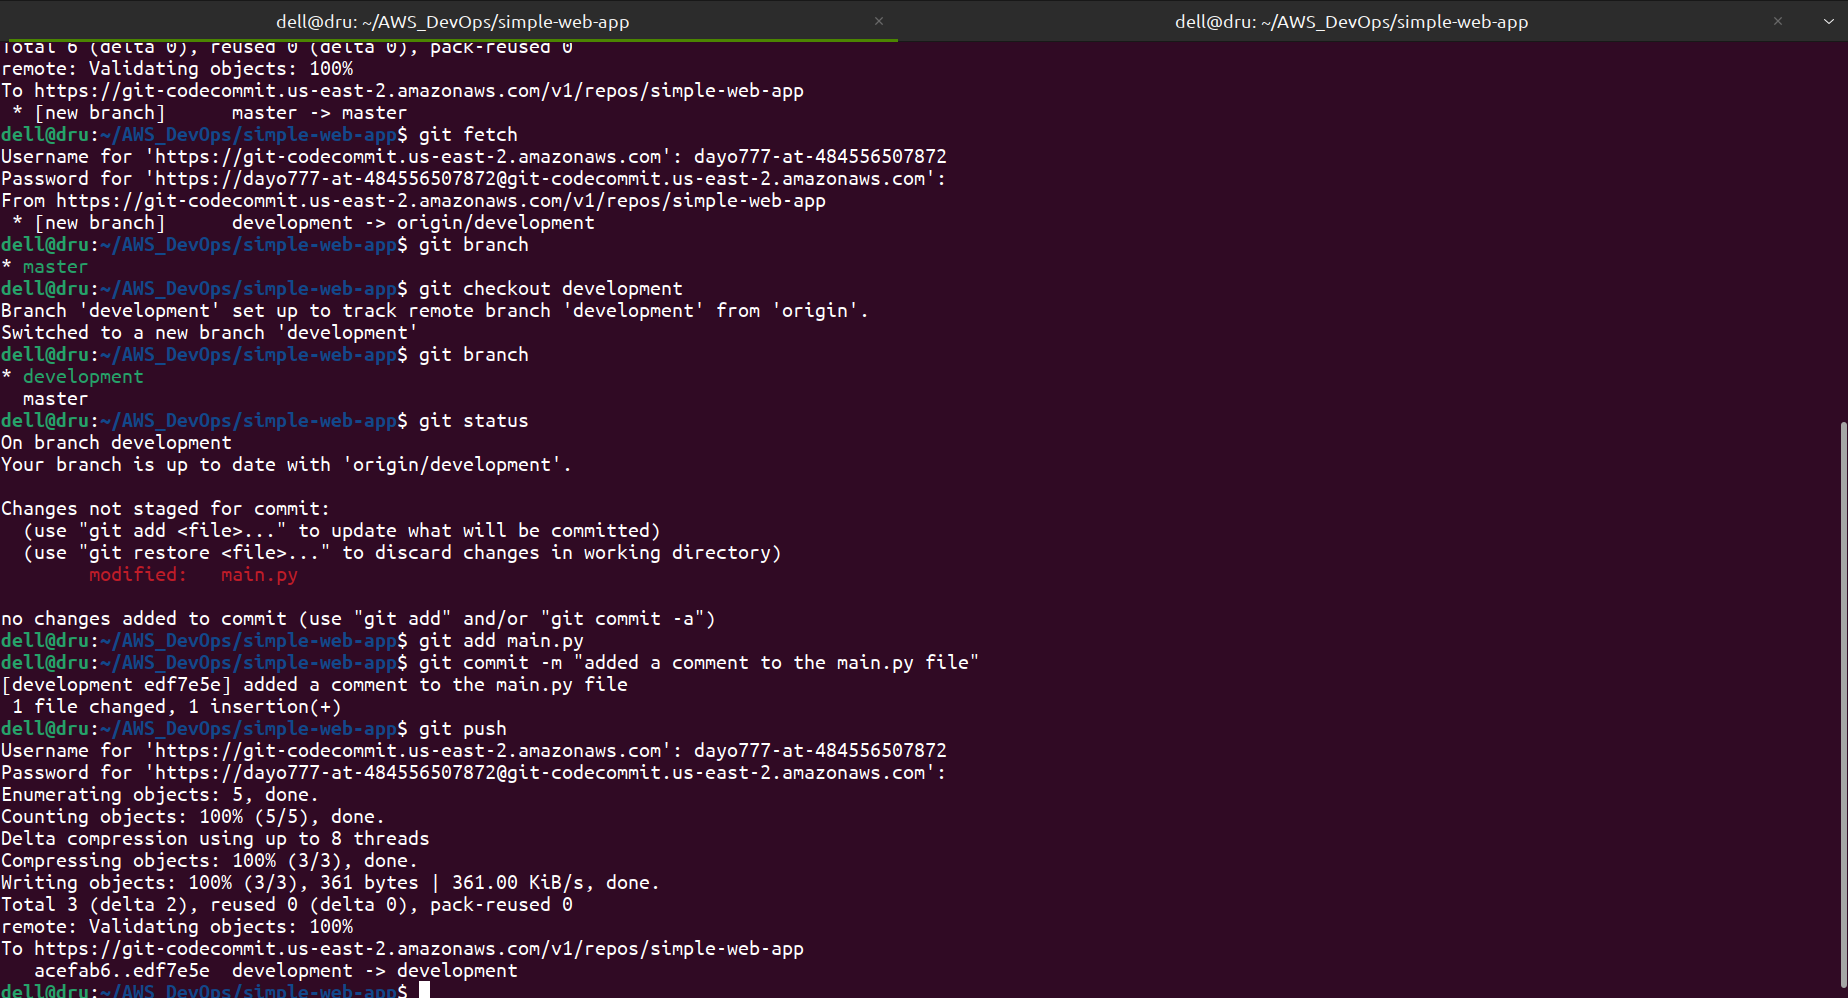 dell@dru: ~/AWS_DevOps/simple-web-app × dell@dru: ~/AWS_DevOps/simple-web-app ×
Total 6 (delta 0), reused 0 (delta 0), pack-reused 0
remote: Validating objects: 100%
To https://git-codecommit.us-east-2.amazonaws.com/v1/repos/simple-web-app
 * [new branch]      master -> master
dell@dru:~/AWS_DevOps/simple-web-app$ git fetch
Username for 'https://git-codecommit.us-east-2.amazonaws.com': dayo777-at-484556507872
Password for 'https://dayo777-at-484556507872@git-codecommit.us-east-2.amazonaws.com':
From https://git-codecommit.us-east-2.amazonaws.com/v1/repos/simple-web-app
 * [new branch]      development -> origin/development
dell@dru:~/AWS_DevOps/simple-web-app$ git branch
* master
dell@dru:~/AWS_DevOps/simple-web-app$ git checkout development
Branch 'development' set up to track remote branch 'development' from 'origin'.
Switched to a new branch 'development'
dell@dru:~/AWS_DevOps/simple-web-app$ git branch
* development
  master
dell@dru:~/AWS_DevOps/simple-web-app$ git status
On branch development
Your branch is up to date with 'origin/development'.

Changes not staged for commit:
  (use "git add <file>..." to update what will be committed)
  (use "git restore <file>..." to discard changes in working directory)
        modified:   main.py

no changes added to commit (use "git add" and/or "git commit -a")
dell@dru:~/AWS_DevOps/simple-web-app$ git add main.py
dell@dru:~/AWS_DevOps/simple-web-app$ git commit -m "added a comment to the main.py file"
[development edf7e5e] added a comment to the main.py file
 1 file changed, 1 insertion(+)
dell@dru:~/AWS_DevOps/simple-web-app$ git push
Username for 'https://git-codecommit.us-east-2.amazonaws.com': dayo777-at-484556507872
Password for 'https://dayo777-at-484556507872@git-codecommit.us-east-2.amazonaws.com':
Enumerating objects: 5, done.
Counting objects: 100% (5/5), done.
Delta compression using up to 8 threads
Compressing objects: 100% (3/3), done.
Writing objects: 100% (3/3), 361 bytes | 361.00 KiB/s, done.
Total 3 (delta 2), reused 0 (delta 0), pack-reused 0
remote: Validating objects: 100%
To https://git-codecommit.us-east-2.amazonaws.com/v1/repos/simple-web-app
   acefab6..edf7e5e  development -> development
dell@dru:~/AWS_DevOps/simple-web-app$